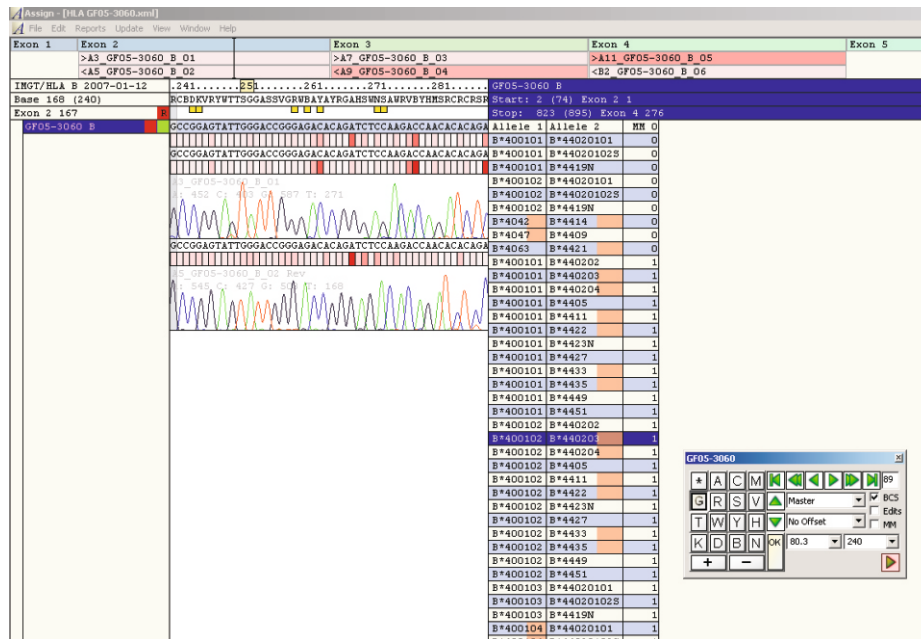 Assign - [HLA GF05-3060.xml]
File Edit Reports Update View Window Help
Exon 1 Exon 2 Exon 3 Exon 4 Exon 5
>A3_GF05-3060_B_01 >A7_GF05-3060_B_03 >A11_GF05-3060_B_05
<A5_GF05-3060_B_02 <A9_GF05-3060_B_04 <B2_GF05-3060_B_06
IMGT/HLA B 2007-01-12 .241.......251.......261.......271.......281...... GF05-3060 B
Base 168 (240) Start: 2 (74) Exon 2 1
Exon 2 167 R Stop: 823 (895) Exon 4 276
GF05-3060 B GCCGGAGTATTGGGACCGGGAGACACAGATCTCCAAGACCAACACACAGA Allele 1 Allele 2 MM 0
B*400101 B*44020101 0
GCCGGAGTATTGGGACCGGGAGACACAGATCTCCAAGACCAACACACAGA B*400101 B*44020102S 0
B*400101 B*4419N 0
A3_GF05-3060_B_01 B*400102 B*44020101 0
B*400102 B*44020102S 0
B*400102 B*4419N 0
B*4042 B*4414 0
B*4047 B*4409 0
GCCGGAGTATTGGGACCGGGAGACACAGATCTCCAAGACCAACACACAGA B*4063 B*4421 0
B*400101 B*440202 1
A5_GF05-3060_B_02 Rev B*400101 B*440203 1
B*400101 B*440204 1
B*400101 B*4405 1
B*400101 B*4411 1
B*400101 B*4422 1
B*400101 B*4423N 1
B*400101 B*4427 1
B*400101 B*4433 1
B*400101 B*4435 1
B*400101 B*4449 1
B*400101 B*4451 1
B*400102 B*440202 1
B*400102 B*440203 1
B*400102 B*440204 1
B*400102 B*4405 1
B*400102 B*4411 1
B*400102 B*4422 1
B*400102 B*4423N 1
B*400102 B*4427 1
B*400102 B*4433 1
B*400102 B*4435 1
B*400102 B*4449 1
B*400102 B*4451 1
B*400103 B*44020101 1
B*400103 B*44020102S 1
B*400103 B*4419N 1
B*400104 B*44020101 1
GF05-3060
* A C M 89
G R S V Master BCS
Edits
T W Y H No Offset MM
K D B N OK 80.3 240
+ -